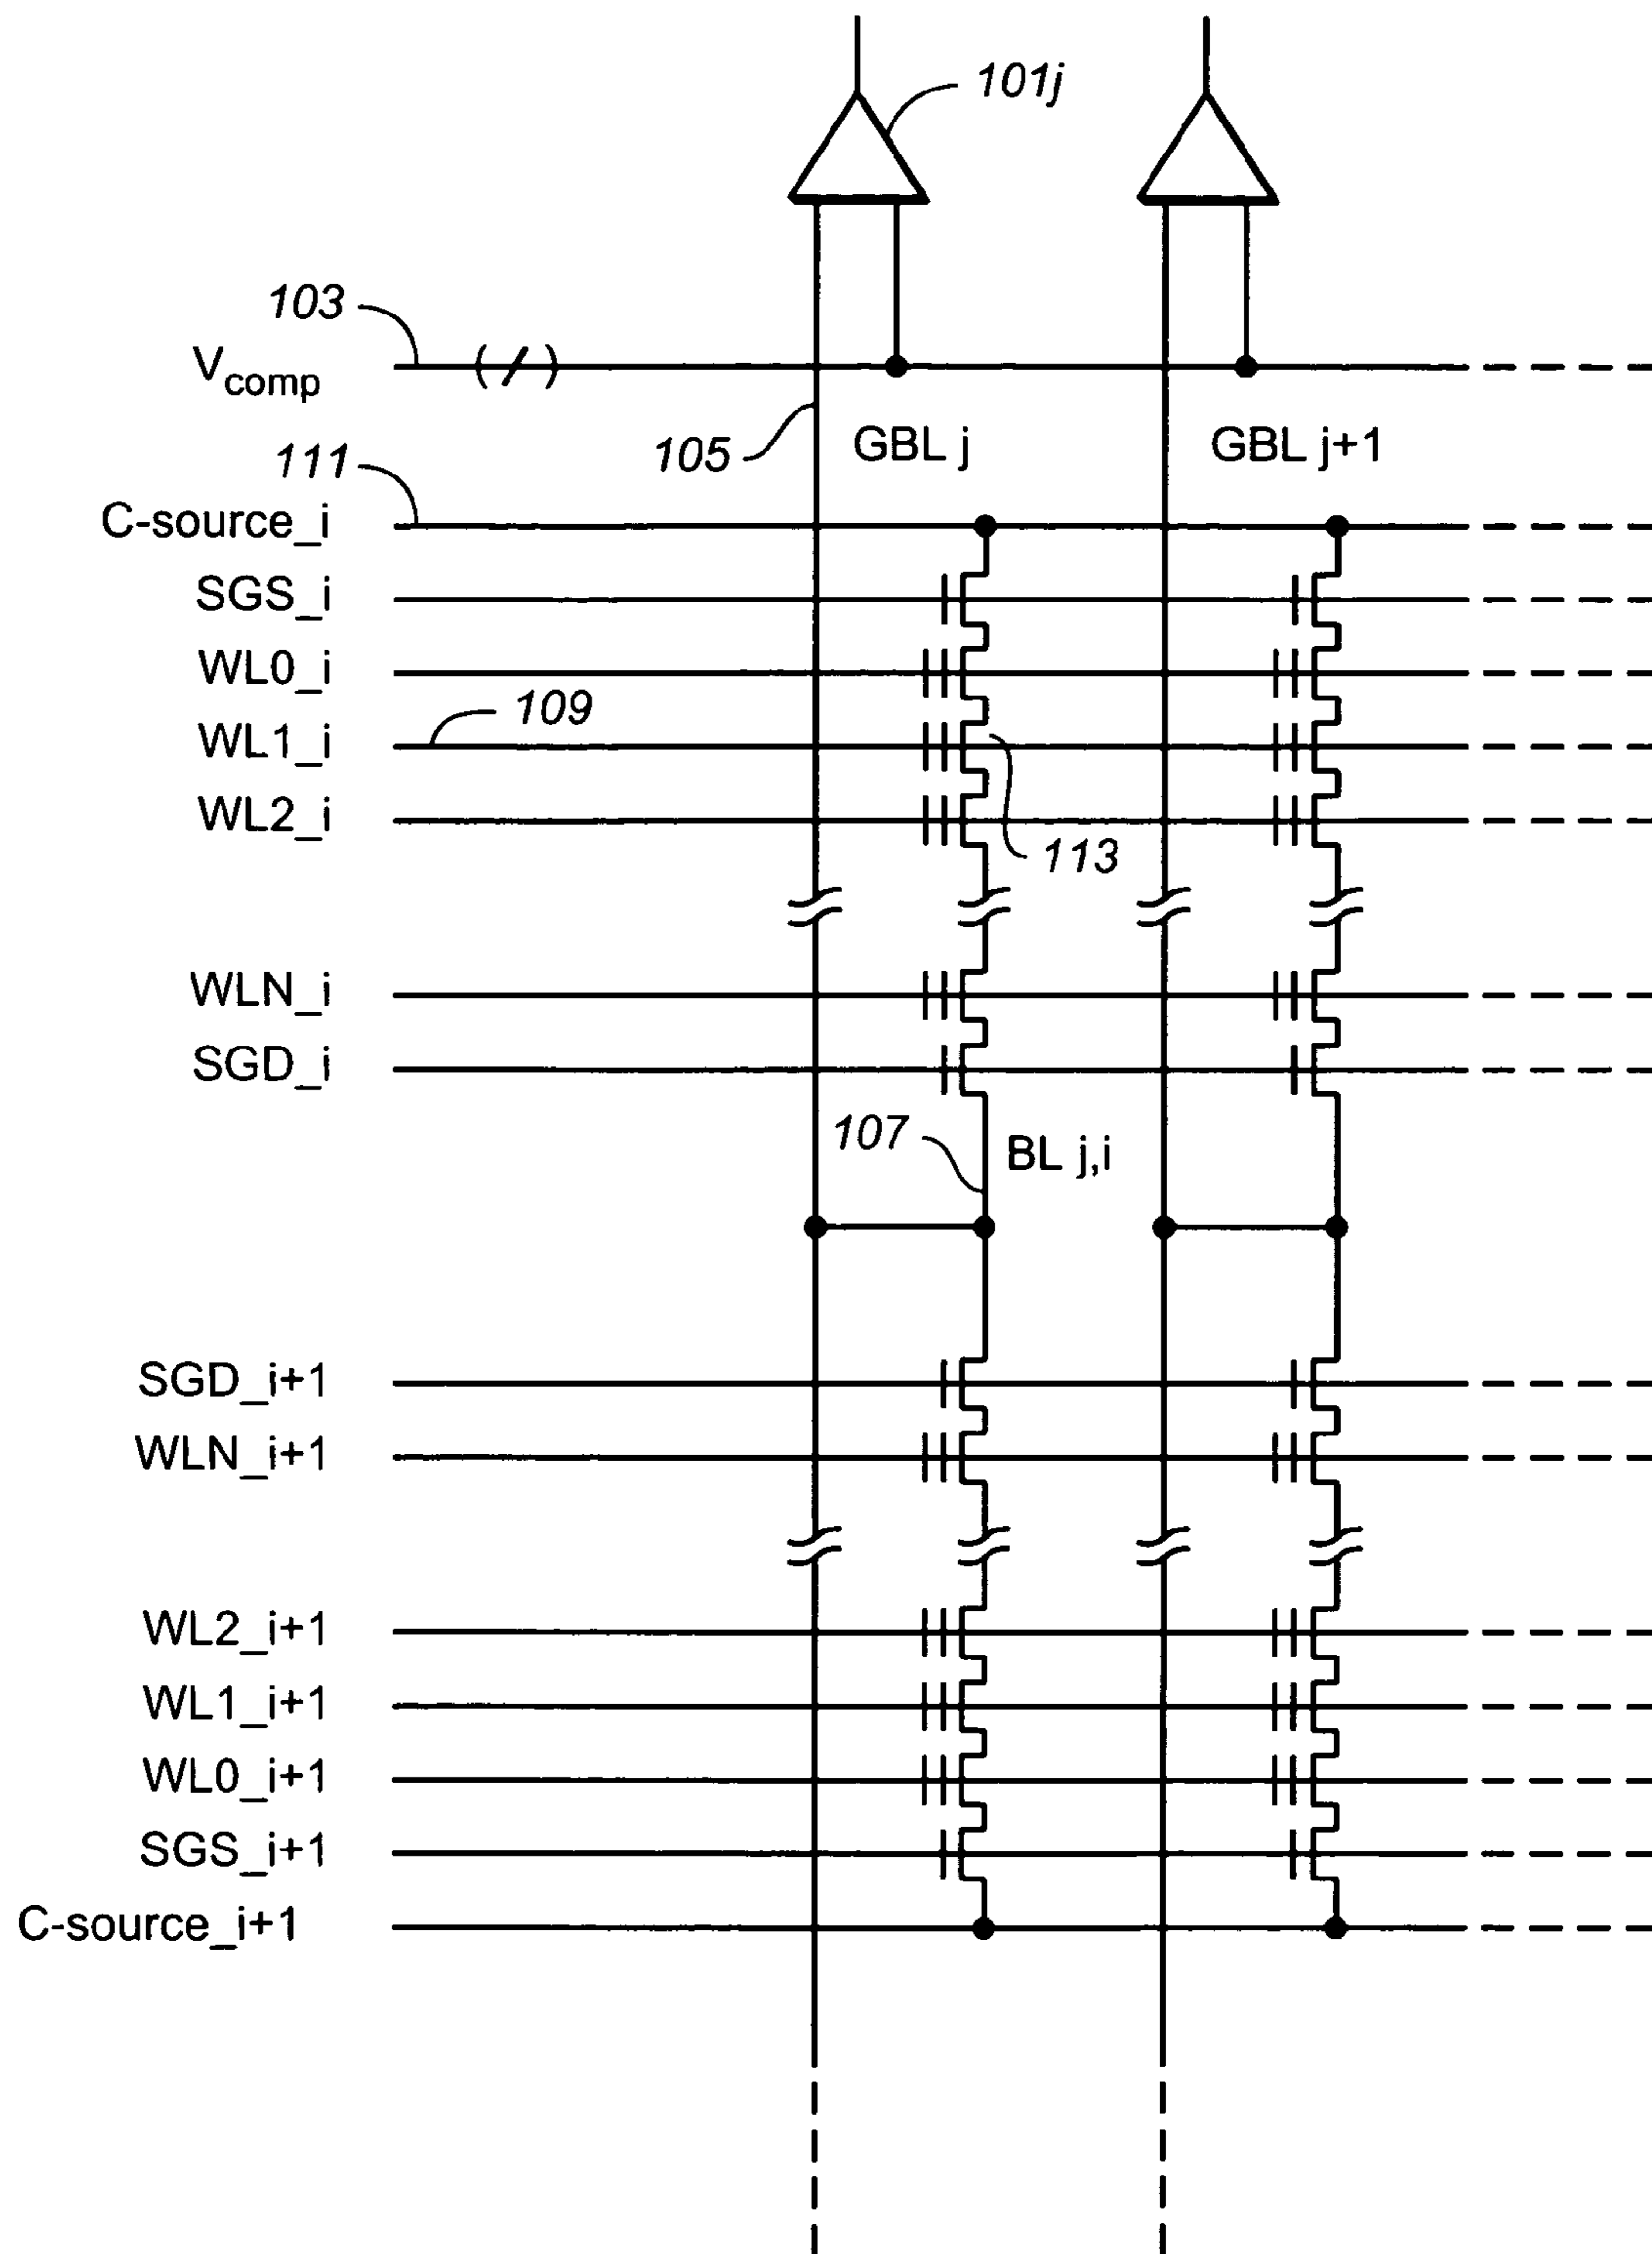 101j
103
V_comp
105
GBL j
GBL j+1
111
C-source_i
SGS_i
WL0_i
109
WL1_i
WL2_i
113
WLN_i
SGD_i
107
BL j,i
SGD_i+1
WLN_i+1
WL2_i+1
WL1_i+1
WL0_i+1
SGS_i+1
C-source_i+1